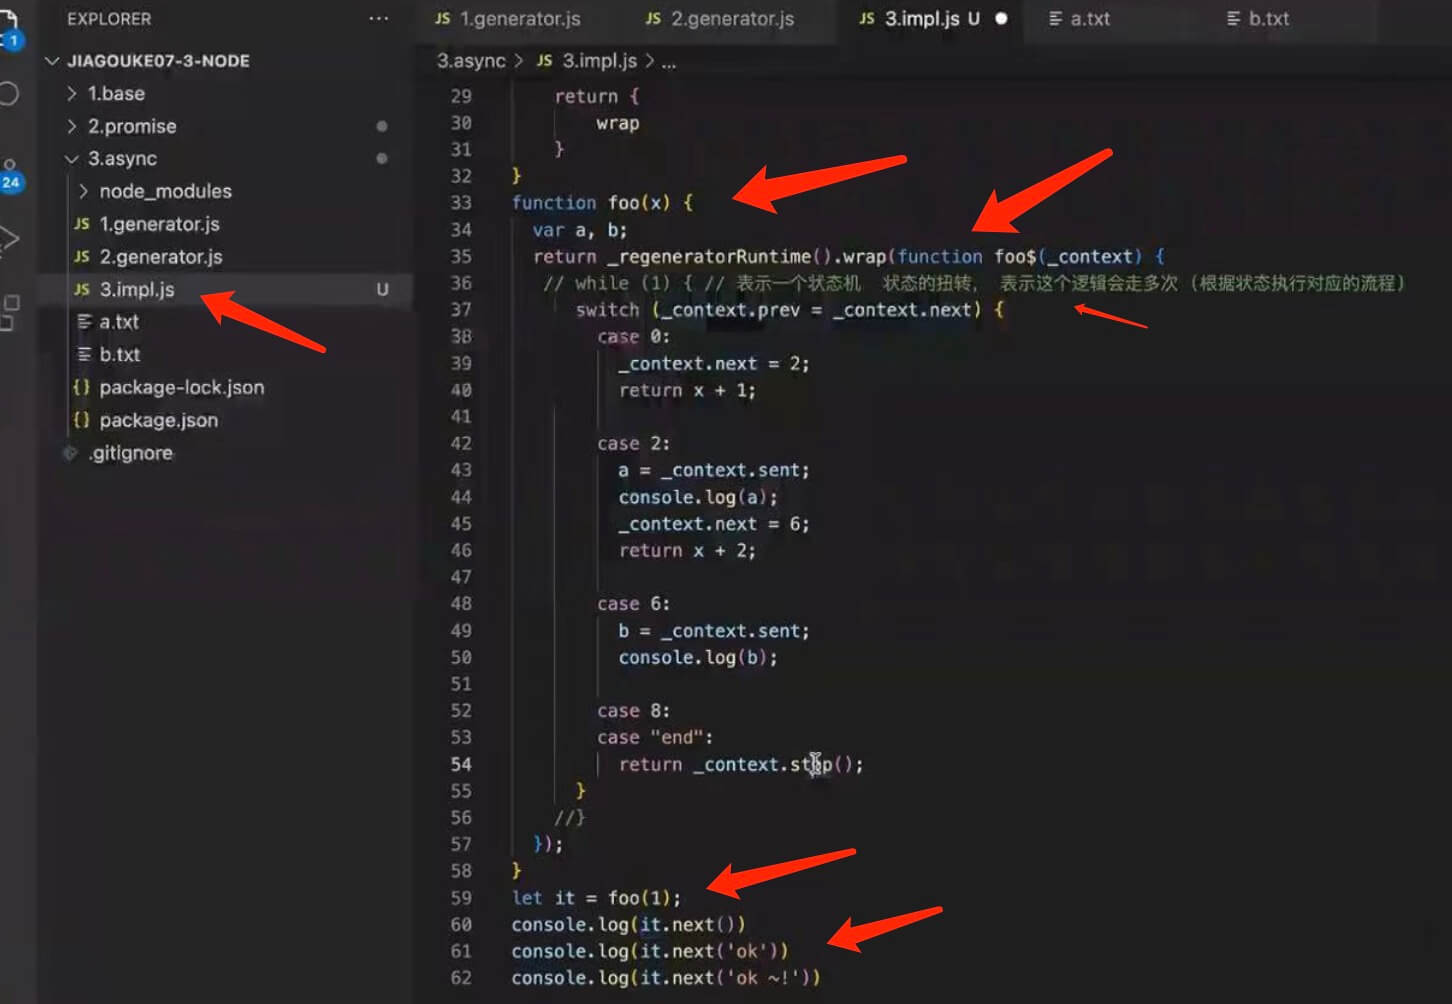 EXPLORER
...
JIAGOUKE07-3-NODE
1.base
2.promise
3.async
node_modules
JS 1.generator.js
JS 2.generator.js
JS 3.impl.js U
a.txt
b.txt
{} package-lock.json
{} package.json
.gitignore
1
24
JS 1.generator.js JS 2.generator.js JS 3.impl.js U a.txt b.txt
3.async > JS 3.impl.js > ...
29 return {
30 wrap
31 }
32 }
33 function foo(x) {
34 var a, b;
35 return _regeneratorRuntime().wrap(function foo$(_context) {
36 // while (1) { // 表示一个状态机 状态的扭转， 表示这个逻辑会走多次 (根据状态执行对应的流程)
37 switch (_context.prev = _context.next) {
38 case 0:
39 _context.next = 2;
40 return x + 1;
41
42 case 2:
43 a = _context.sent;
44 console.log(a);
45 _context.next = 6;
46 return x + 2;
47
48 case 6:
49 b = _context.sent;
50 console.log(b);
51
52 case 8:
53 case "end":
54 return _context.stop();
55 }
56 //}
57 });
58 }
59 let it = foo(1);
60 console.log(it.next())
61 console.log(it.next('ok'))
62 console.log(it.next('ok ~!'))